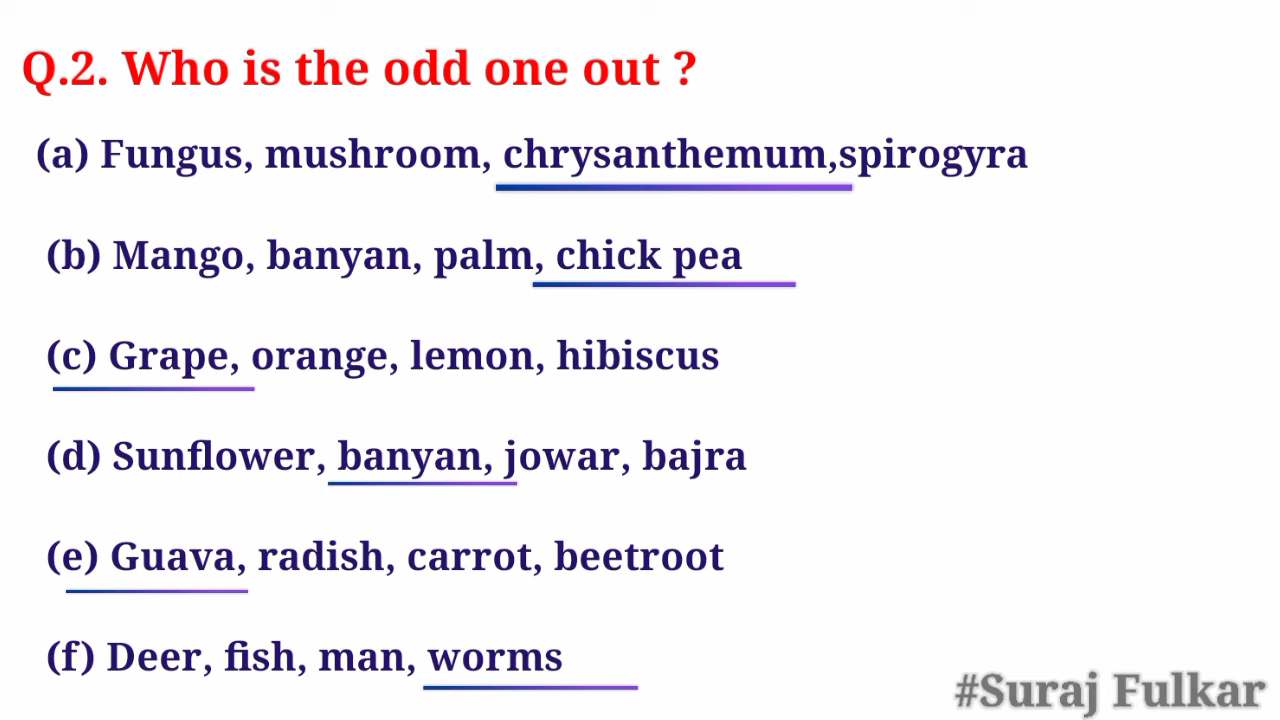 Q.2. Who is the odd one out ?
(a) Fungus, mushroom, chrysanthemum,spirogyra
(b) Mango, banyan, palm, chick pea
(c) Grape, orange, lemon, hibiscus
(d) Sunflower, banyan, jowar, bajra
(e) Guava, radish, carrot, beetroot
(f) Deer, fish, man, worms
#Suraj Fulkar